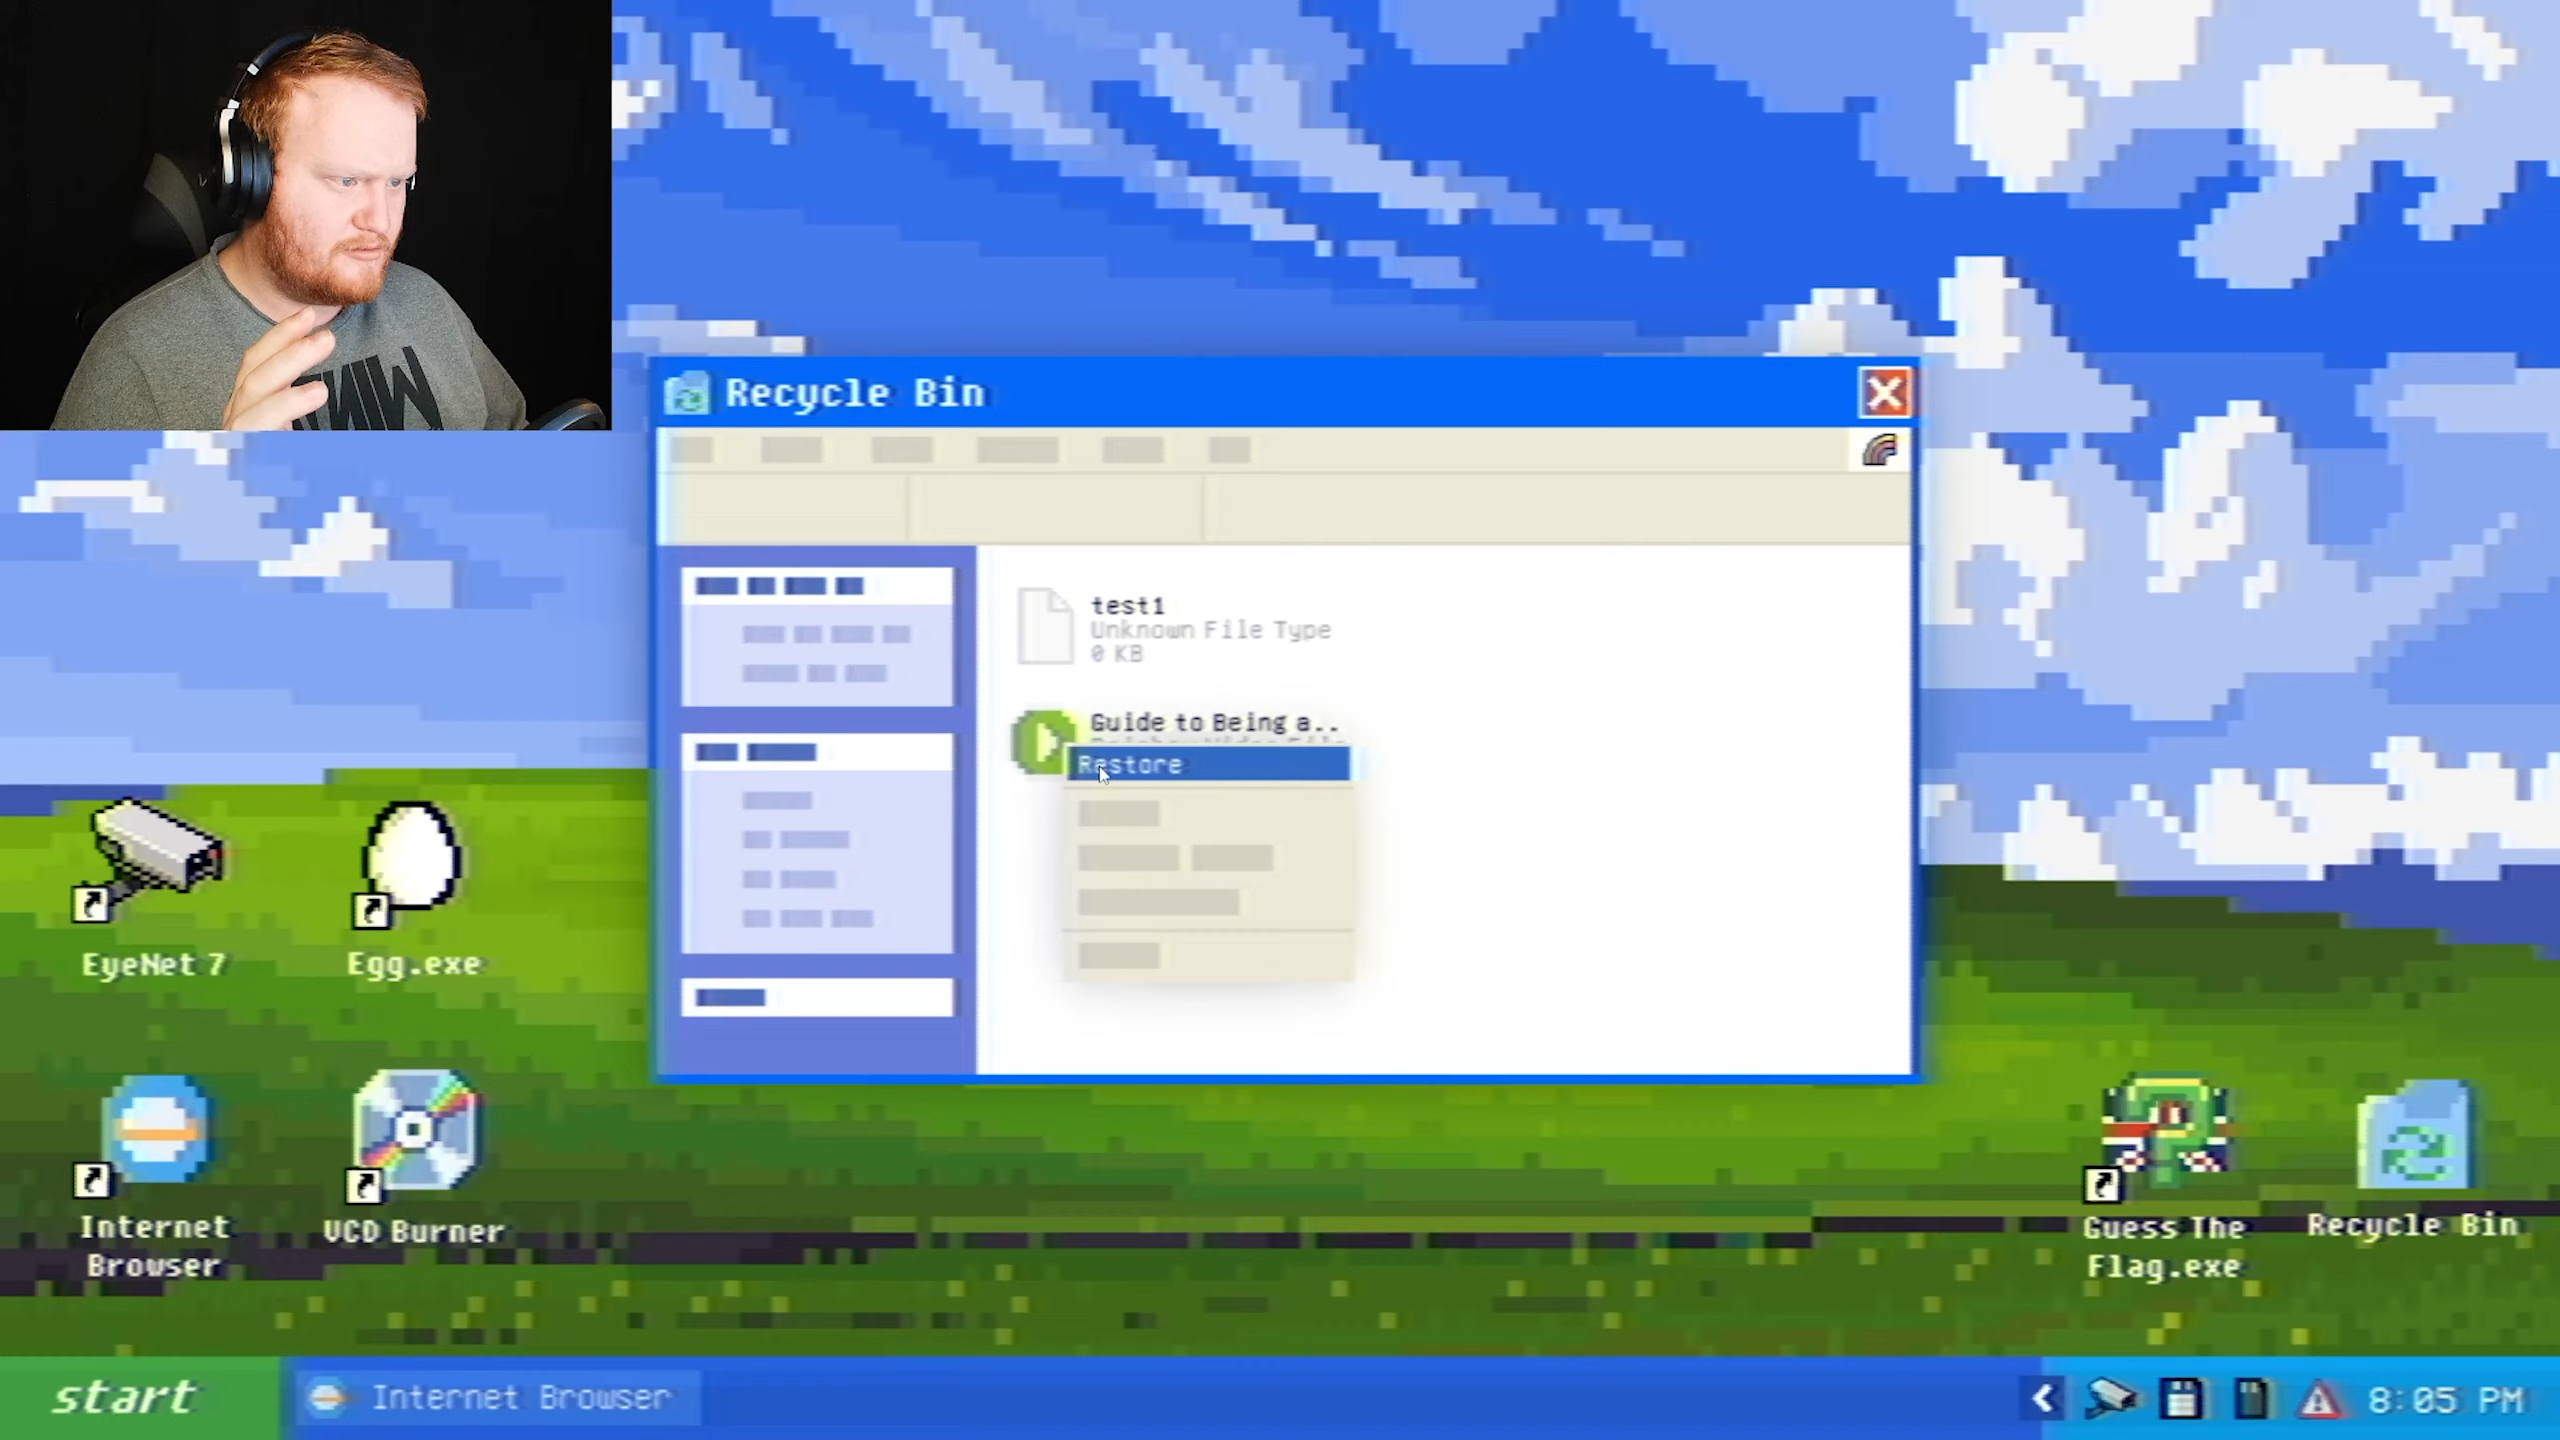 WIN
Recycle Bin
test1
Unknown File Type
0 KB
Guide to Being a..
Restore
EyeNet 7
Egg.exe
Internet
Browser
VCD Burner
Guess The
Flag.exe
Recycle Bin
start
Internet Browser
8:05 PM